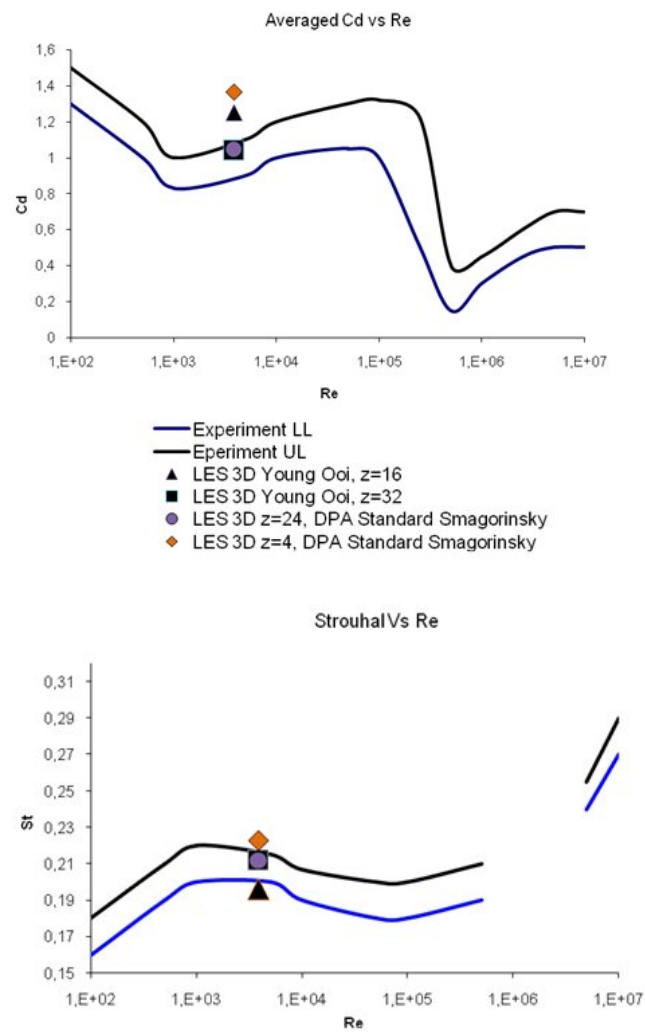 Averaged Cd vs Re
1,6
1,4
1,2
1
0,8
0,6
0,4
0,2
0
Cd
1,E+02 1,E+03 1,E+04 1,E+05 1,E+06 1,E+07
Re
Experiment LL
Eperiment UL
LES 3D Young Ooi, z=16
LES 3D Young Ooi, z=32
LES 3D z=24, DPA Standard Smagorinsky
LES 3D z=4, DPA Standard Smagorinsky
Strouhal Vs Re
0,31
0,29
0,27
0,25
0,23
0,21
0,19
0,17
0,15
St
1,E+02 1,E+03 1,E+04 1,E+05 1,E+06 1,E+07
Re